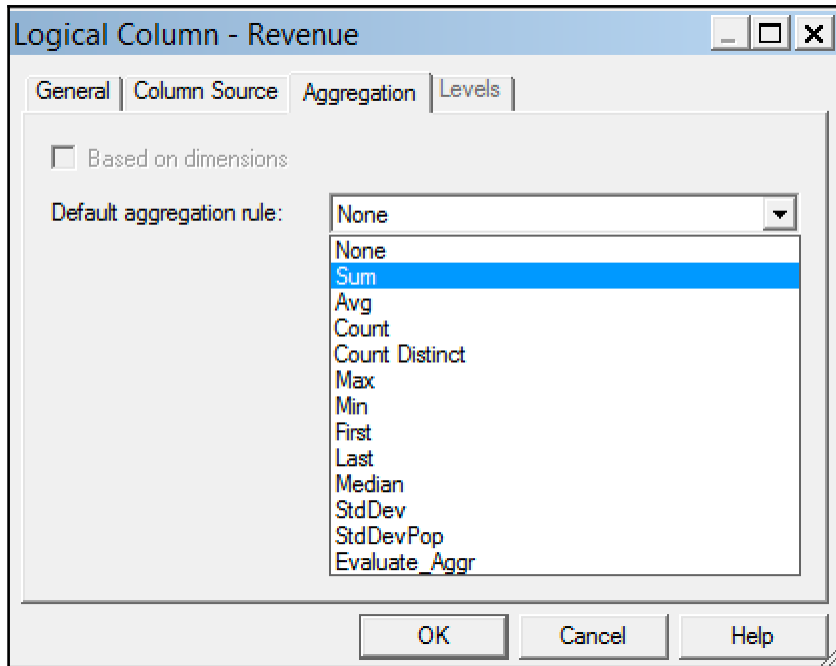 Logical Column - Revenue
General Column Source Aggregation Levels
Based on dimensions
Default aggregation rule: None
None
Sum
Avg
Count
Count Distinct
Max
Min
First
Last
Median
StdDev
StdDevPop
Evaluate_Aggr
OK Cancel Help